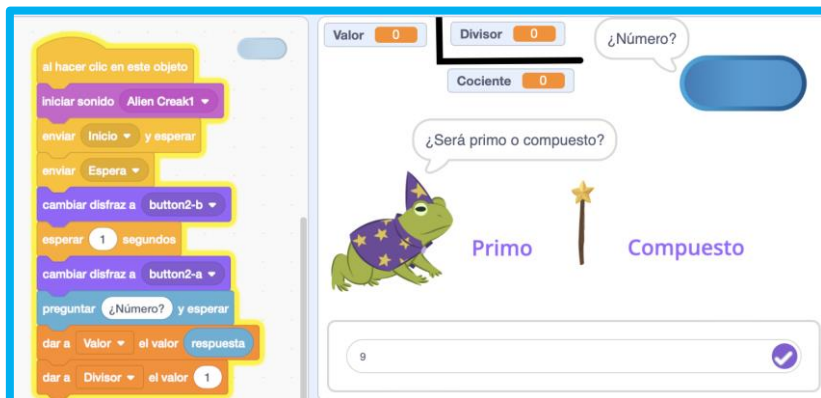 al hacer clic en este objeto
iniciar sonido Alien Creak1
enviar Inicio y esperar
enviar Espera
cambiar disfraz a button2-b
esperar 1 segundos
cambiar disfraz a button2-a
preguntar ¿Número? y esperar
dar a Valor el valor respuesta
dar a Divisor el valor 1
Valor 0
Divisor 0
Cociente 0
¿Número?
¿Será primo o compuesto?
Primo
Compuesto
9